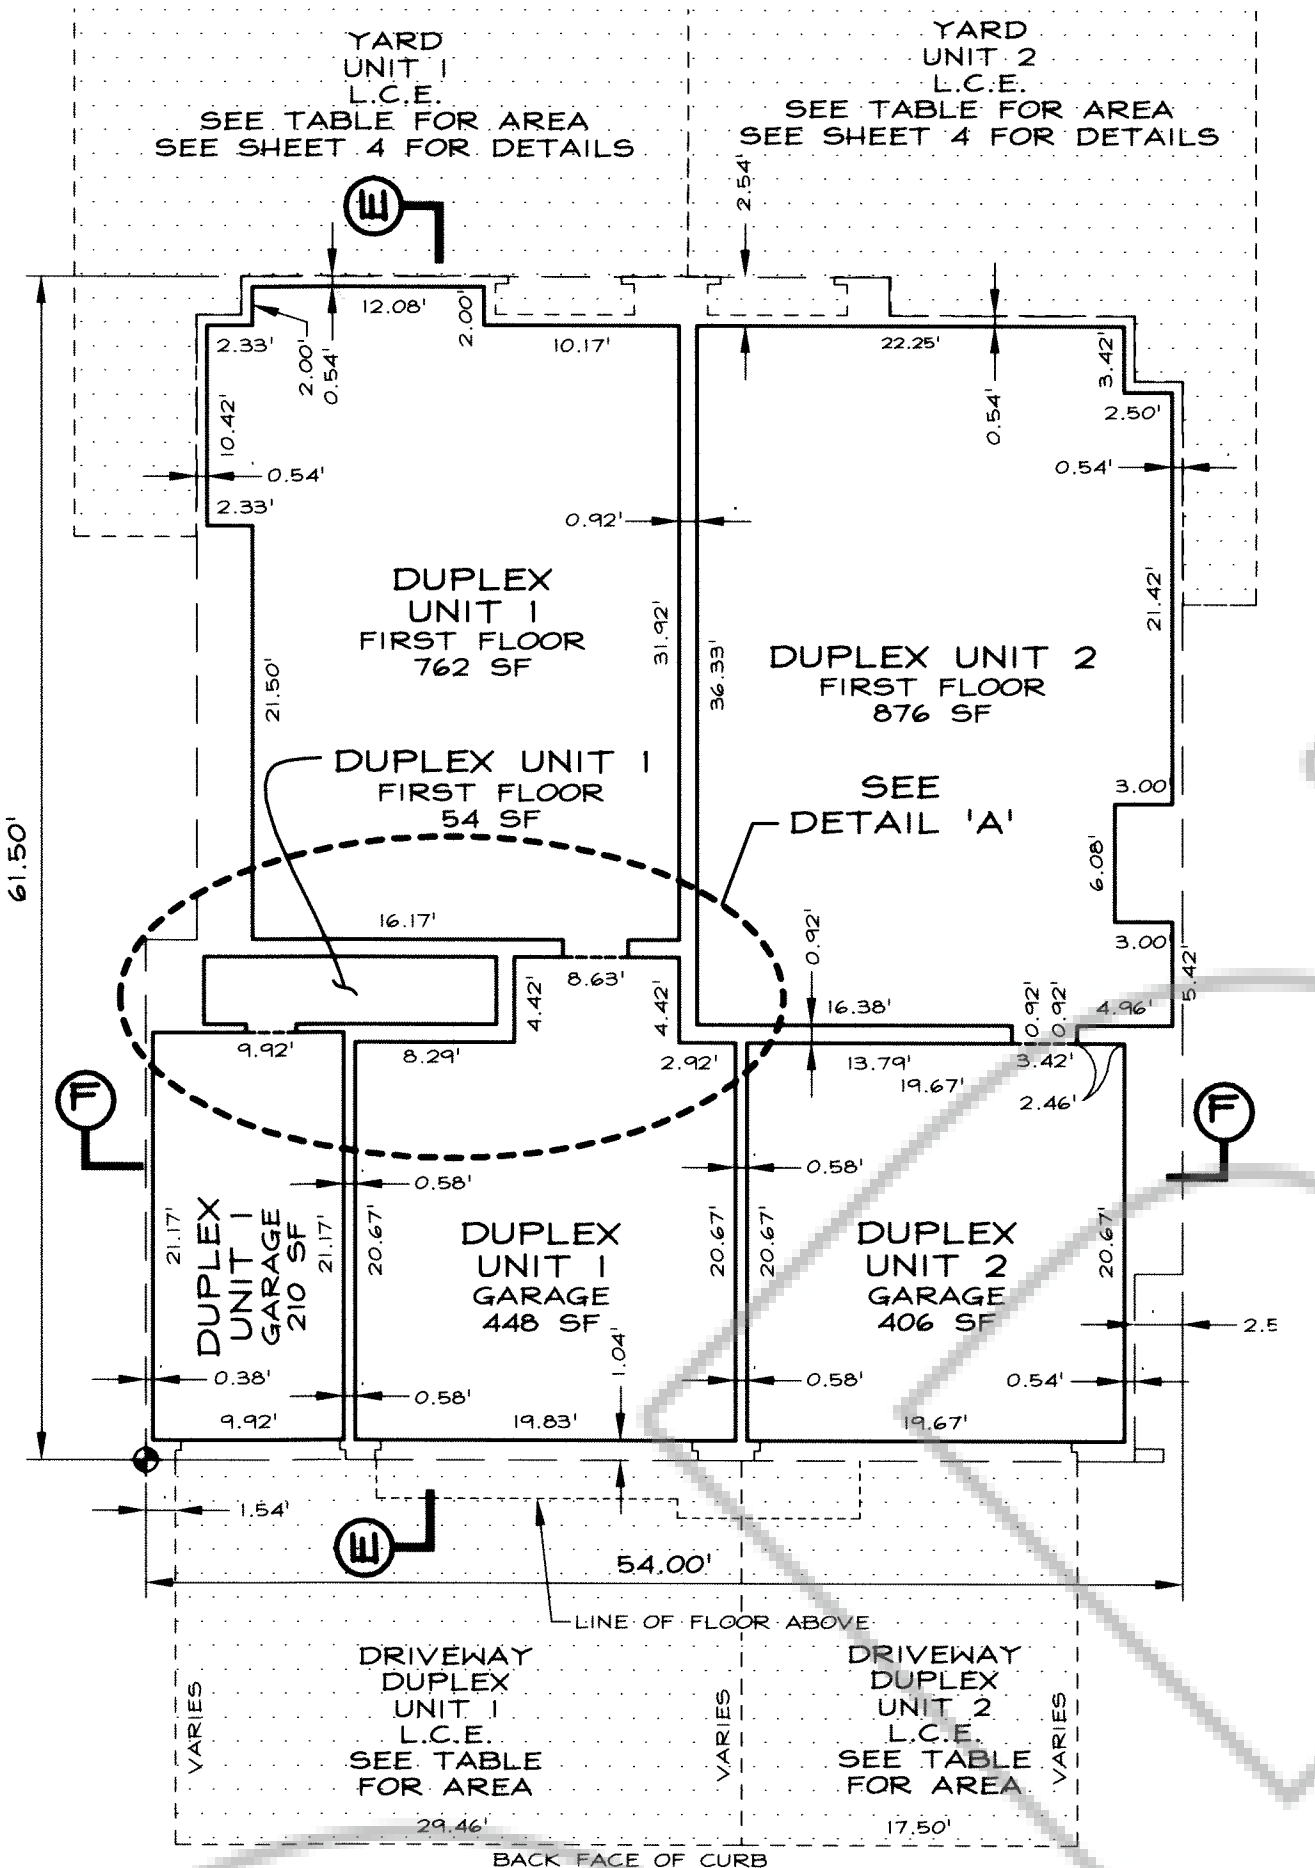 YARD
UNIT 1
L.C.E.
SEE TABLE FOR AREA
SEE SHEET 4 FOR DETAILS
YARD
UNIT 2
L.C.E.
SEE TABLE FOR AREA
SEE SHEET 4 FOR DETAILS
2.54'
E
12.08'
2.00'
2.33'
2.00'
0.54'
10.17'
22.25'
3.42'
2.50'
0.54'
10.42'
0.54'
0.54'
2.33'
0.92'
DUPLEX
UNIT 1
FIRST FLOOR
762 SF
31.92'
36.33'
21.50'
21.42'
DUPLEX UNIT 2
FIRST FLOOR
876 SF
DUPLEX UNIT 1
FIRST FLOOR
54 SF
SEE
DETAIL 'A'
3.00'
61.50'
6.08'
16.17'
0.92'
3.00'
8.63'
4.42'
4.42'
16.38'
0.92'
0.92'
4.96'
5.42'
9.92'
8.29'
2.92'
13.79'
3.42'
19.67'
2.46'
F
F
0.58'
0.58'
21.17'
DUPLEX
UNIT 1
GARAGE
210 SF
21.17'
20.67'
DUPLEX
UNIT 1
GARAGE
448 SF
20.67'
20.67'
DUPLEX
UNIT 2
GARAGE
406 SF
20.67'
1.04'
2.5
0.38'
0.58'
0.58'
0.54'
9.92'
19.83'
19.67'
1.54'
E
54.00'
LINE OF FLOOR ABOVE
DRIVEWAY
DUPLEX
UNIT 1
L.C.E.
SEE TABLE
FOR AREA
DRIVEWAY
DUPLEX
UNIT 2
L.C.E.
SEE TABLE
FOR AREA
VARIES
VARIES
VARIES
29.46'
17.50'
BACK FACE OF CURB